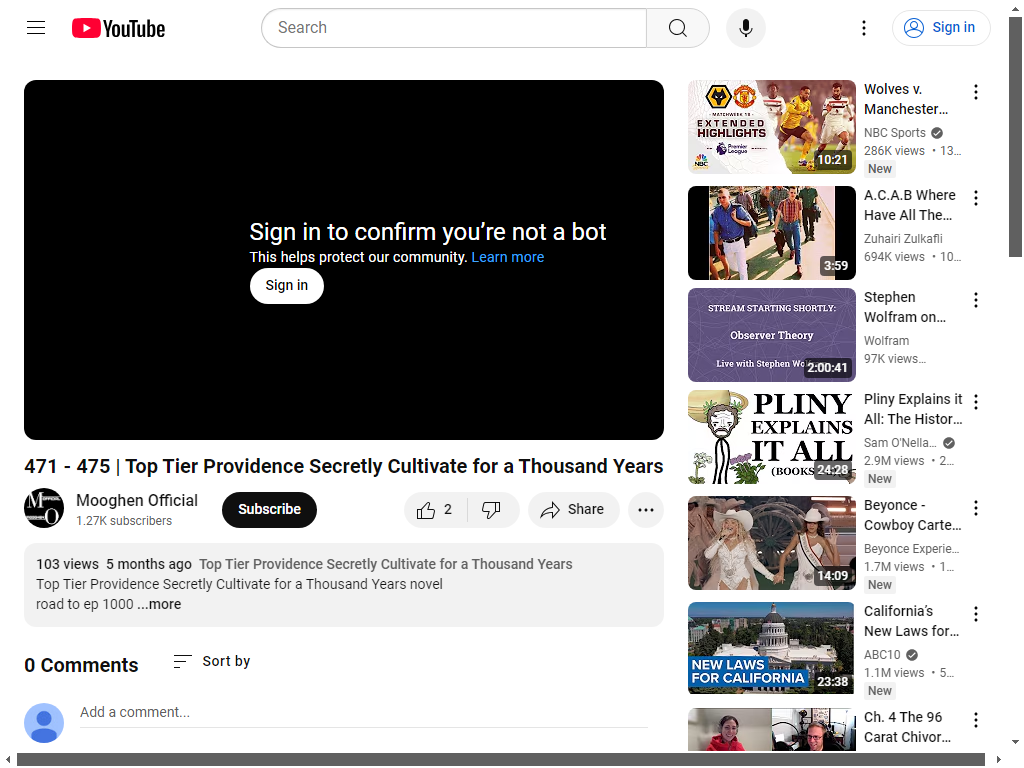 YouTube
Search
Sign in
Sign in to confirm you’re not a bot
This helps protect our community. Learn more
Sign in
471 - 475 | Top Tier Providence Secretly Cultivate for a Thousand Years
Mooghen Official
1.27K subscribers
Subscribe
2
Share
103 views 5 months ago Top Tier Providence Secretly Cultivate for a Thousand Years
Top Tier Providence Secretly Cultivate for a Thousand Years novel
road to ep 1000 ...more
0 Comments
Sort by
Add a comment...
- MATCHWEEK 18 -
EXTENDED
HIGHLIGHTS
Premier
League
NBC
10:21
Wolves v.
Manchester…
NBC Sports
286K views • 13…
New
3:59
A.C.A.B Where
Have All The…
Zuhairi Zulkafli
694K views • 10…
STREAM STARTING SHORTLY:
Observer Theory
Live with Stephen Wo
2:00:41
Stephen
Wolfram on…
Wolfram
97K views…
PLINY
EXPLAINS
IT ALL
(BOOKS
24:28
Pliny Explains it
All: The Histor…
Sam O'Nella…
2.9M views • 2…
New
14:09
Beyonce -
Cowboy Carte…
Beyonce Experie…
1.7M views • 1…
New
NEW LAWS
FOR CALIFORNIA
23:38
California’s
New Laws for…
ABC10
1.1M views • 5…
New
Ch. 4 The 96
Carat Chivor…